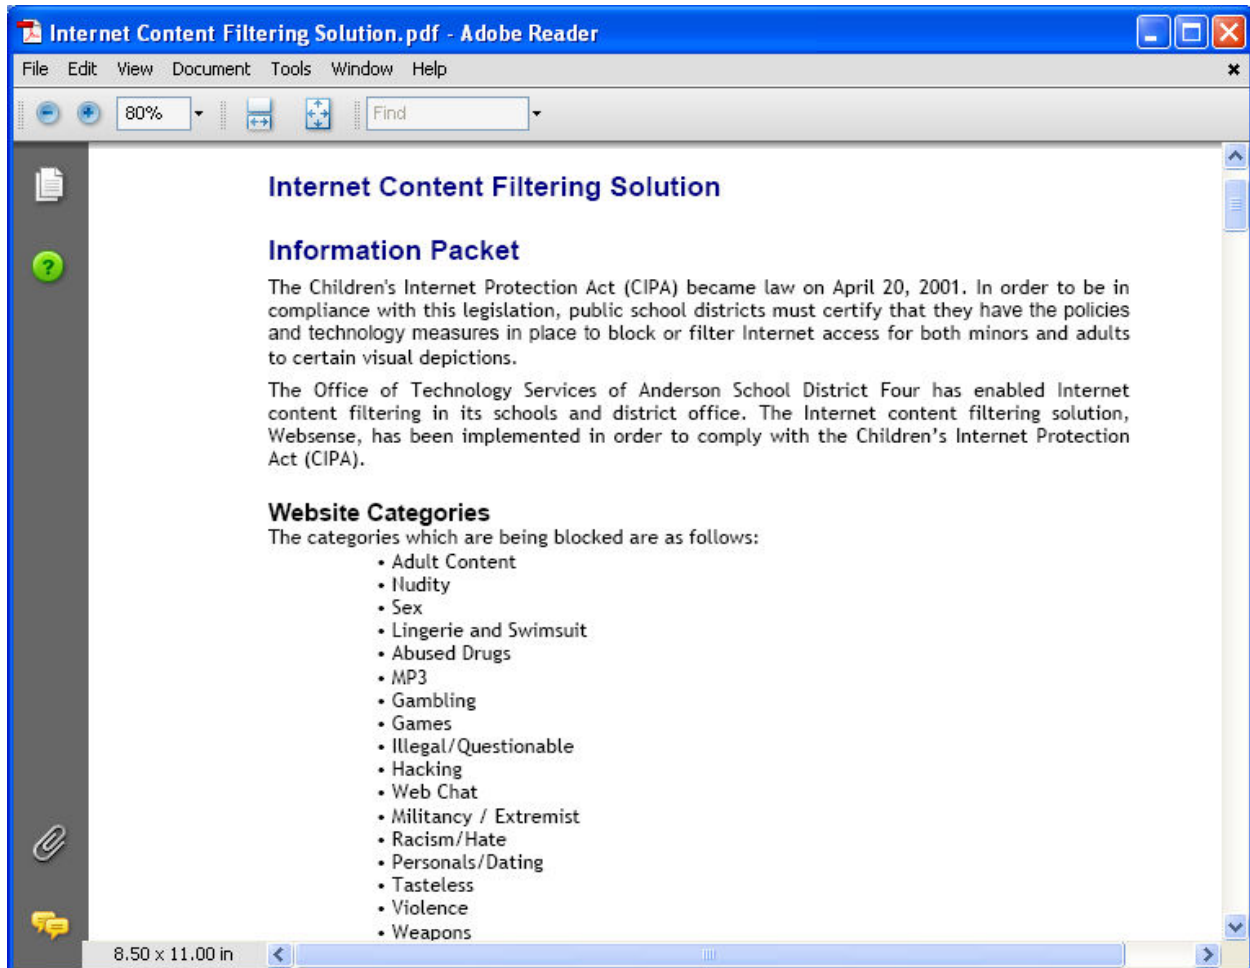 Internet Content Filtering Solution.pdf - Adobe Reader
File Edit View Document Tools Window Help
80% Find
Internet Content Filtering Solution
Information Packet
The Children's Internet Protection Act (CIPA) became law on April 20, 2001. In order to be in
compliance with this legislation, public school districts must certify that they have the policies
and technology measures in place to block or filter Internet access for both minors and adults
to certain visual depictions.
The Office of Technology Services of Anderson School District Four has enabled Internet
content filtering in its schools and district office. The Internet content filtering solution,
Websense, has been implemented in order to comply with the Children’s Internet Protection
Act (CIPA).
Website Categories
The categories which are being blocked are as follows:
• Adult Content
• Nudity
• Sex
• Lingerie and Swimsuit
• Abused Drugs
• MP3
• Gambling
• Games
• Illegal/Questionable
• Hacking
• Web Chat
• Militancy / Extremist
• Racism/Hate
• Personals/Dating
• Tasteless
• Violence
• Weapons
8.50 x 11.00 in